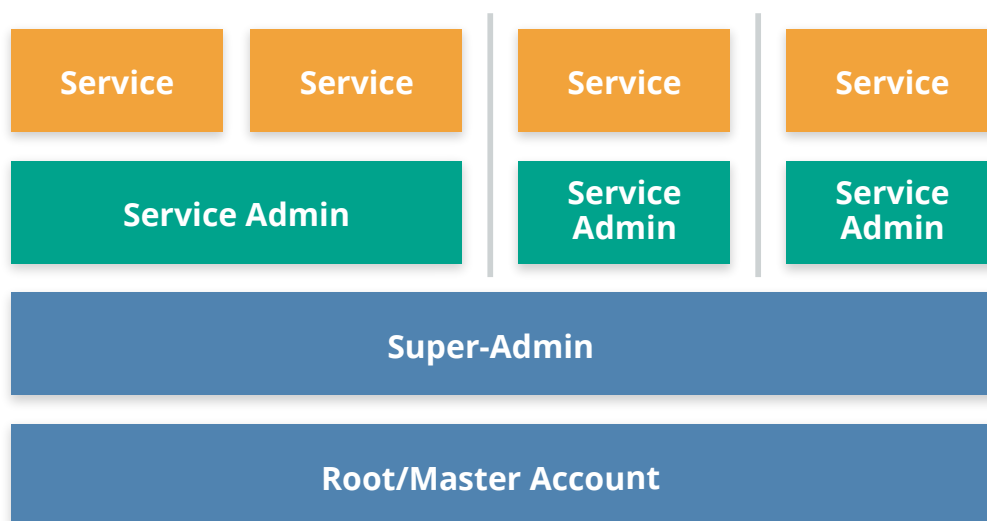 Service
Service
Service
Service
Service Admin
Service
Admin
Service
Admin
Super-Admin
Root/Master Account